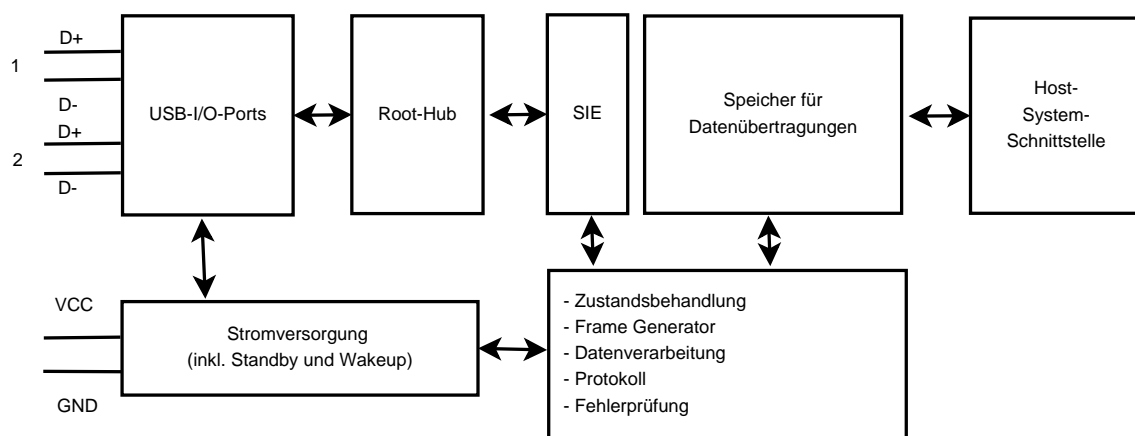 D+
1
D-
D+
2
D-
USB-I/O-Ports
Root-Hub
SIE
Speicher für
Datenübertragungen
Host-
System-
Schnittstelle
VCC
GND
Stromversorgung
(inkl. Standby und Wakeup)
- Zustandsbehandlung
- Frame Generator
- Datenverarbeitung
- Protokoll
- Fehlerprüfung